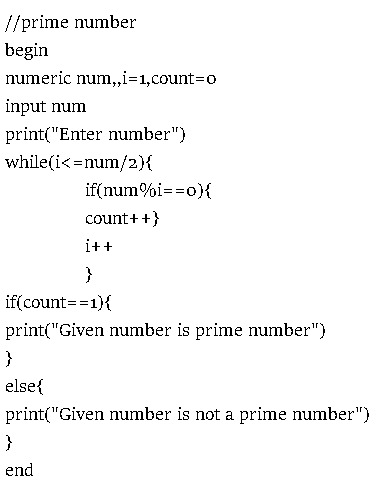 //prime number
begin
numeric num,,i=1,count=0
input num
print("Enter number")
while(i<=num/2){
if(num%i==0){
count++}
i++
}
if(count==1){
print("Given number is prime number")
}
else{
print("Given number is not a prime number")
}
end